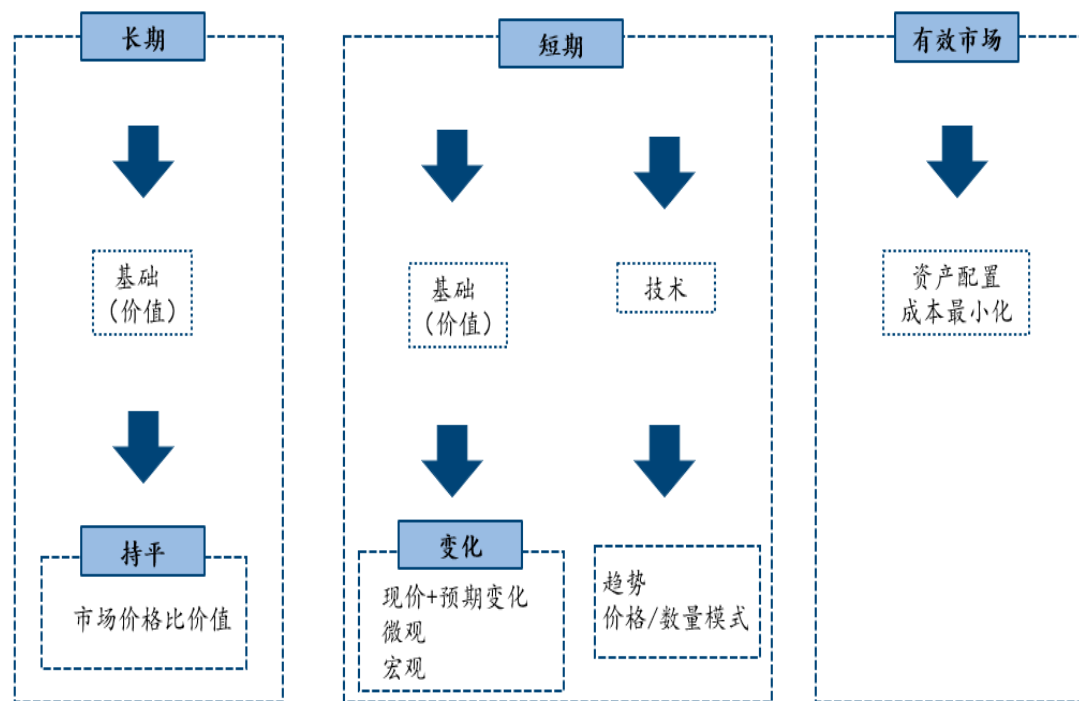 长期
基础
（价值）
持平
市场价格比价值
短期
基础
（价值）
变化
现价+预期变化
微观
宏观
技术
趋势
价格/数量模式
有效市场
资产配置
成本最小化